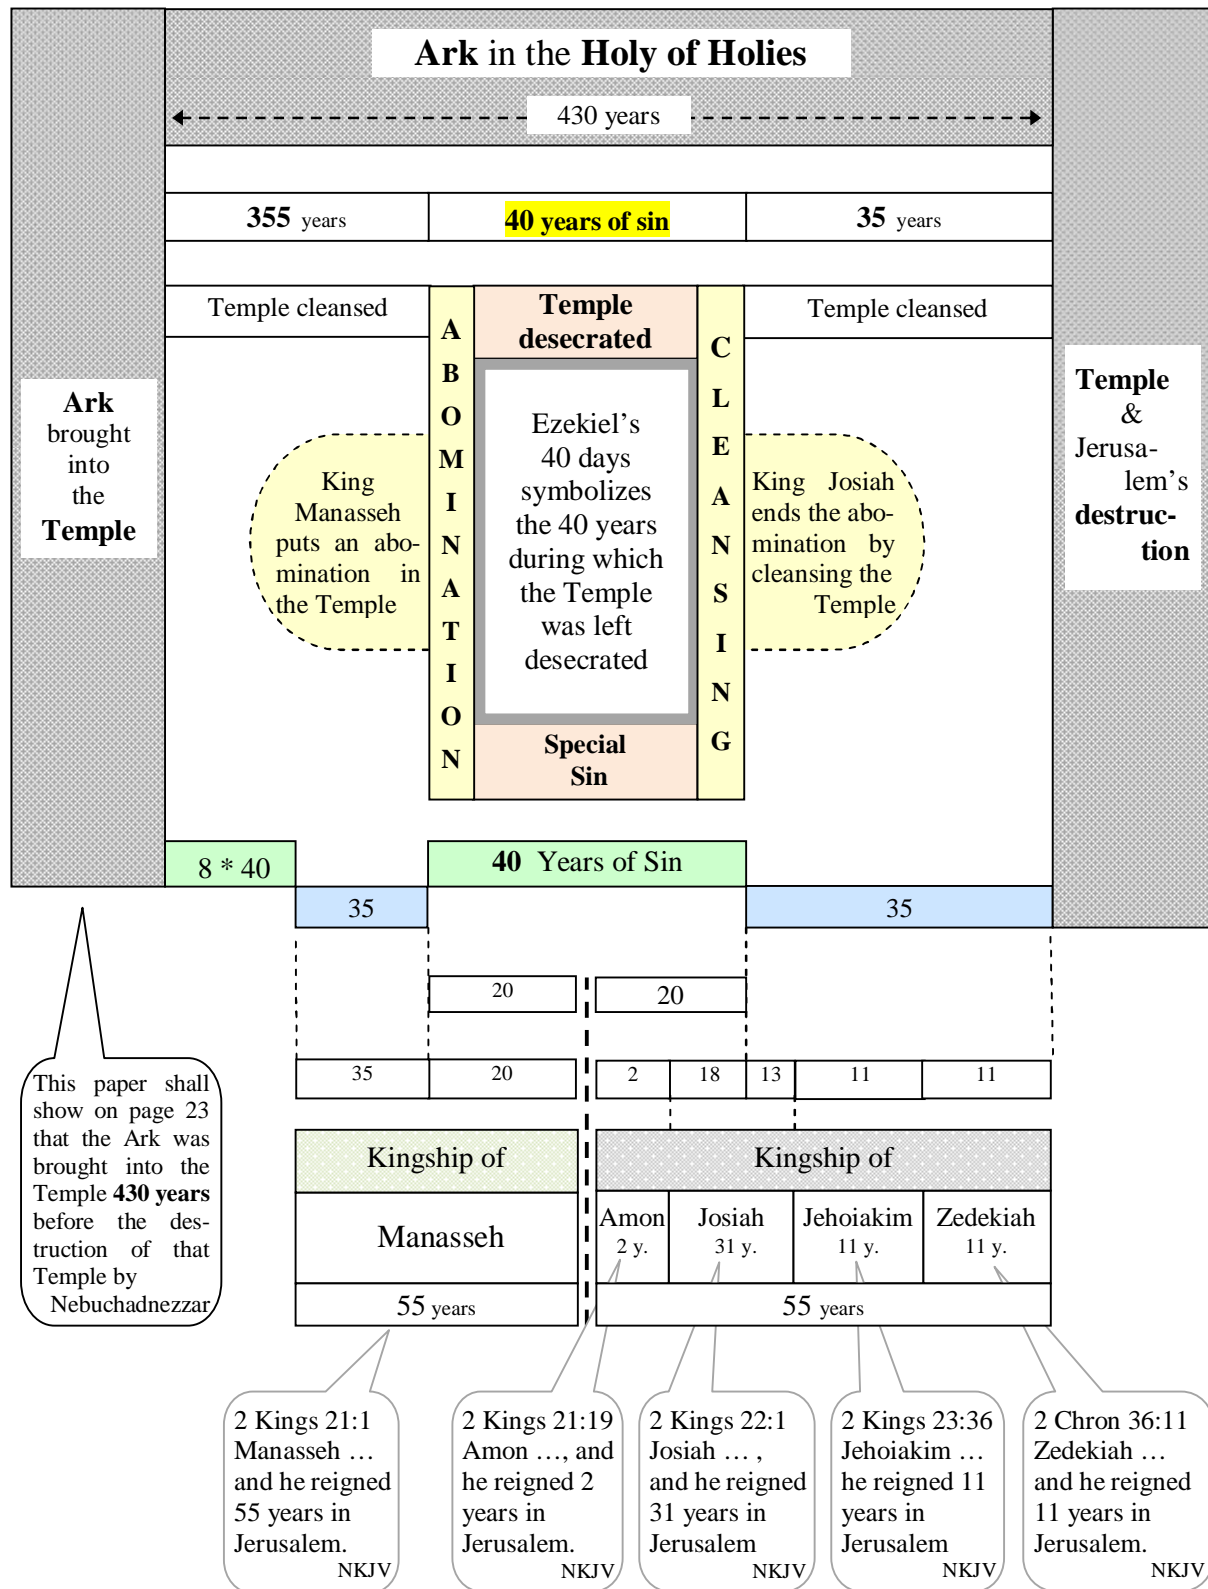 Ark in the Holy of Holies
430 years
355 years
40 years of sin
35 years
Temple cleansed
Temple
desecrated
Temple cleansed
A
B
O
M
I
N
A
T
I
O
N
C
L
E
A
N
S
I
N
G
Ark
brought
into
the
Temple
King
Manasseh
puts an abo-
mination in
the Temple
Ezekiel’s
40 days
symbolizes
the 40 years
during which
the Temple
was left
desecrated
King Josiah
ends the abo-
mination by
cleansing the
Temple
Temple
&
Jerusa-
lem’s
destruc-
tion
Special
Sin
8 * 40
40 Years of Sin
35
35
20
20
35
20
2
18
13
11
11
This paper shall
show on page 23
that the Ark was
brought into the
Temple 430 years
before the des-
truction of that
Temple by
Nebuchadnezzar
Kingship of
Kingship of
Manasseh
Amon
2 y.
Josiah
31 y.
Jehoiakim
11 y.
Zedekiah
11 y.
55 years
55 years
2 Kings 21:1
Manasseh …
and he reigned
55 years in
Jerusalem.
NKJV
2 Kings 21:19
Amon …, and
he reigned 2
years in
Jerusalem.
NKJV
2 Kings 22:1
Josiah … ,
and he reigned
31 years in
Jerusalem
NKJV
2 Kings 23:36
Jehoiakim …
he reigned 11
years in
Jerusalem
NKJV
2 Chron 36:11
Zedekiah …
and he reigned
11 years in
Jerusalem.
NKJV